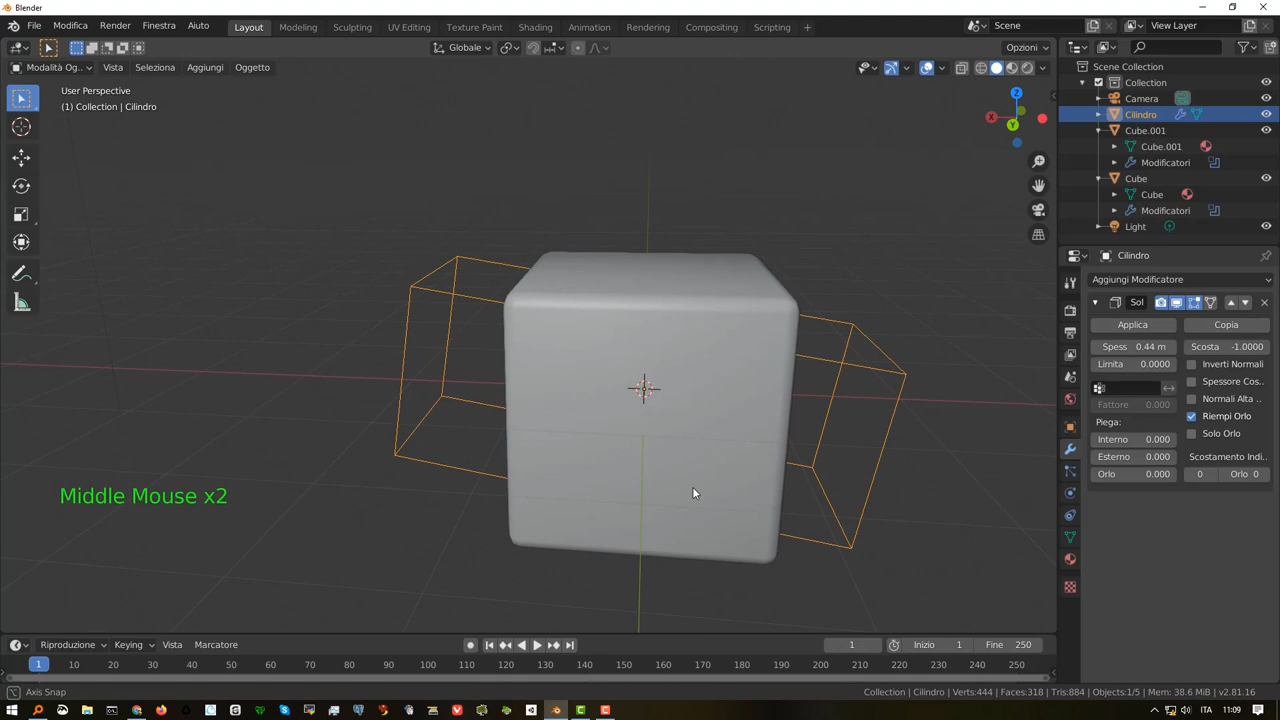 Blender
File Modifica Render Finestra Aiuto Layout Modeling Sculpting UV Editing Texture Paint Shading Animation Rendering Compositing Scripting + Scene View Layer
Globale Opzioni
Modalità Og.. Vista Seleziona Aggiungi Oggetto
User Perspective
(1) Collection | Cilindro
Z
X
Y
Middle Mouse x2
Scene Collection
Collection
Camera
Cilindro
Cube.001
Cube.001
Modificatori
Cube
Cube
Modificatori
Light
Cilindro
Aggiungi Modificatore
Sol
Applica Copia
Spess 0.44 m Scosta -1.0000
Limita 0.0000 Inverti Normali
Spessore Cos..
Fattore 0.000 Normali Alta ..
Piega: Riempi Orlo
Interno 0.000 Solo Orlo
Esterno 0.000 Scostamento Indi...
Orlo 0.000 0 Orlo 0
Riproduzione Keying Vista Marcatore 1 Inizio 1 Fine 250
1 10 20 30 40 50 60 70 80 90 100 110 120 130 140 150 160 170 180 190 200 210 220 230 240 250
Axis Snap Collection | Cilindro | Verts:444 | Faces:318 | Tris:884 | Objects:1/5 | Mem: 38.6 MiB | v2.81.16
ITA 11:09